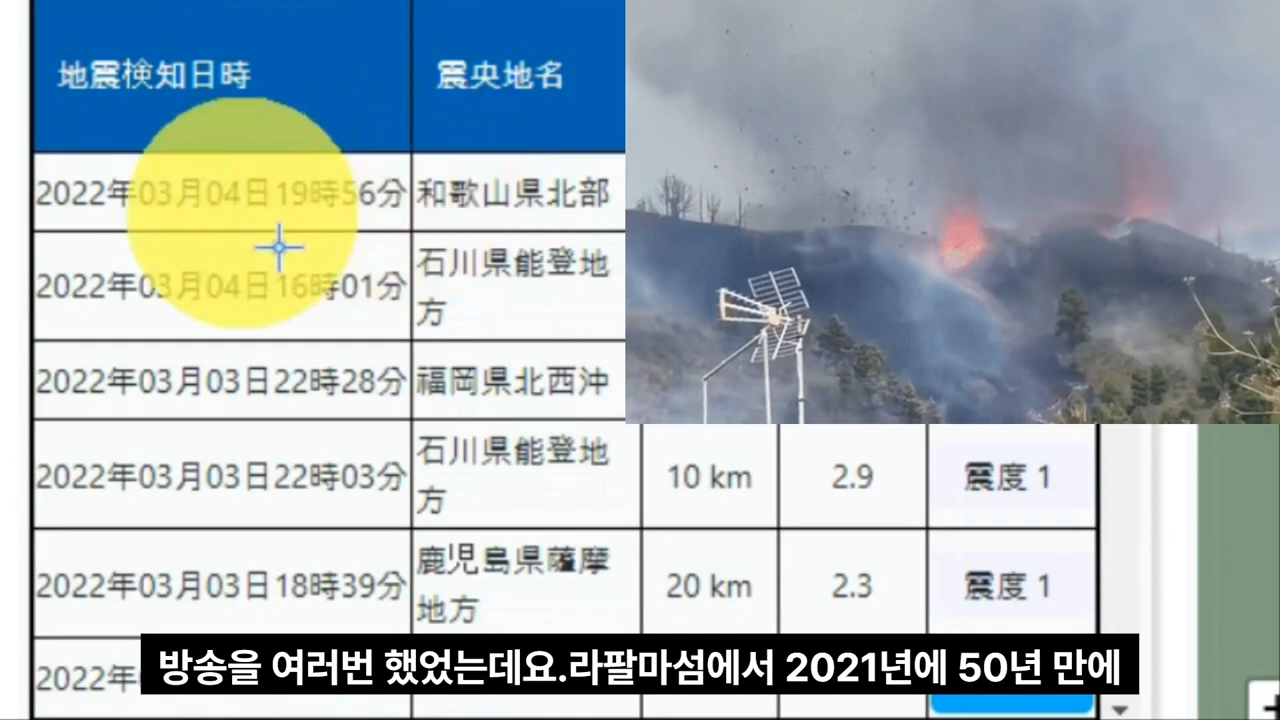 地震検知日時 震央地名
2022年03月04日19時56分 和歌山県北部
2022年03月04日16時01分 石川県能登地
方
2022年03月03日22時28分 福岡県北西沖
2022年03月03日22時03分 石川県能登地
方 10 km 2.9 震度 1
2022年03月03日18時39分 鹿児島県薩摩
地方 20 km 2.3 震度 1
2022年
방송을 여러번 했었는데요.라팔마섬에서 2021년에 50년 만에